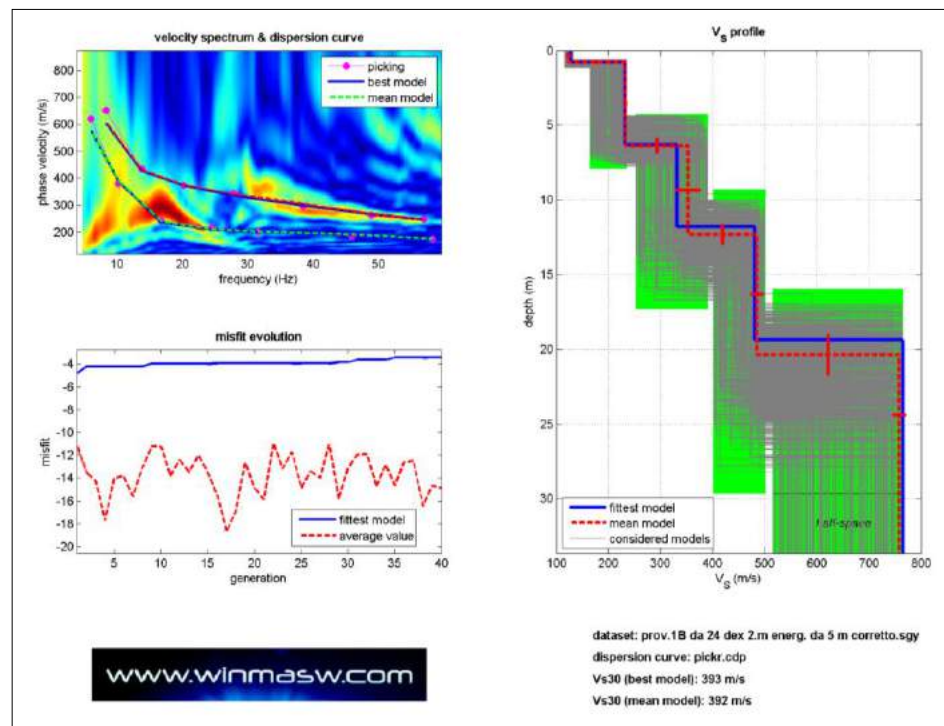 velocity spectrum & dispersion curve
800
700
600
500
400
300
200
phase velocity (m/s)
picking
best model
mean model
10
20
30
40
50
frequency (Hz)
misfit evolution
-4
-6
-8
-10
-12
-14
-16
-18
-20
misfit
fittest model
average value
5
10
15
20
25
30
35
40
generation
www.winmasw.com
VS profile
0
5
10
15
20
25
30
depth (m)
half-space
fittest model
mean model
considered models
100
200
300
400
500
600
700
800
VS (m/s)
dataset: prov.1B da 24 dex 2.m energ. da 5 m corretto.sgy
dispersion curve: pickr.cdp
Vs30 (best model): 393 m/s
Vs30 (mean model): 392 m/s